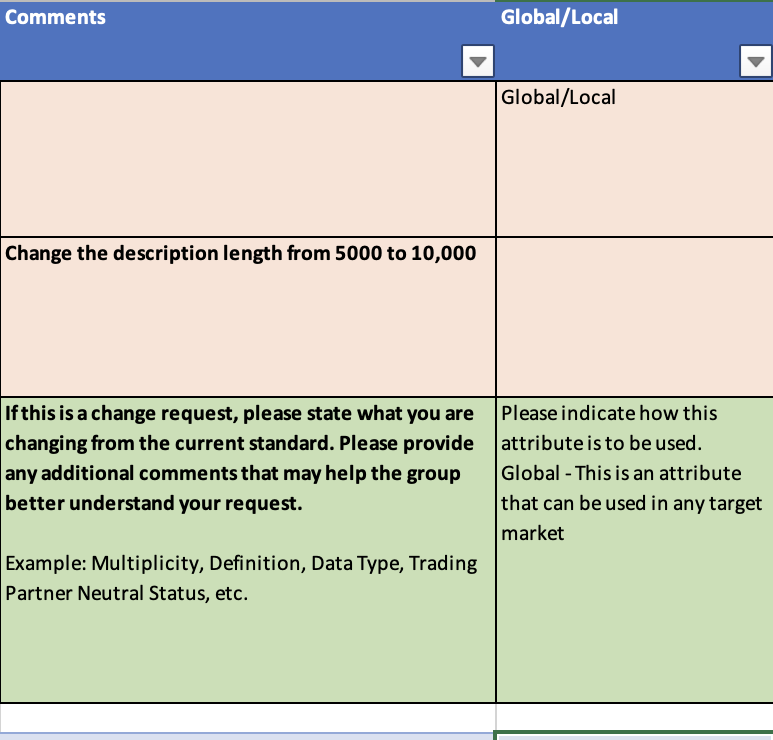 Comments
Global/Local
Global/Local
Change the description length from 5000 to 10,000
If this is a change request, please state what you are
changing from the current standard. Please provide
any additional comments that may help the group
better understand your request.
Example: Multiplicity, Definition, Data Type, Trading
Partner Neutral Status, etc.
Please indicate how this
attribute is to be used.
Global - This is an attribute
that can be used in any target
market